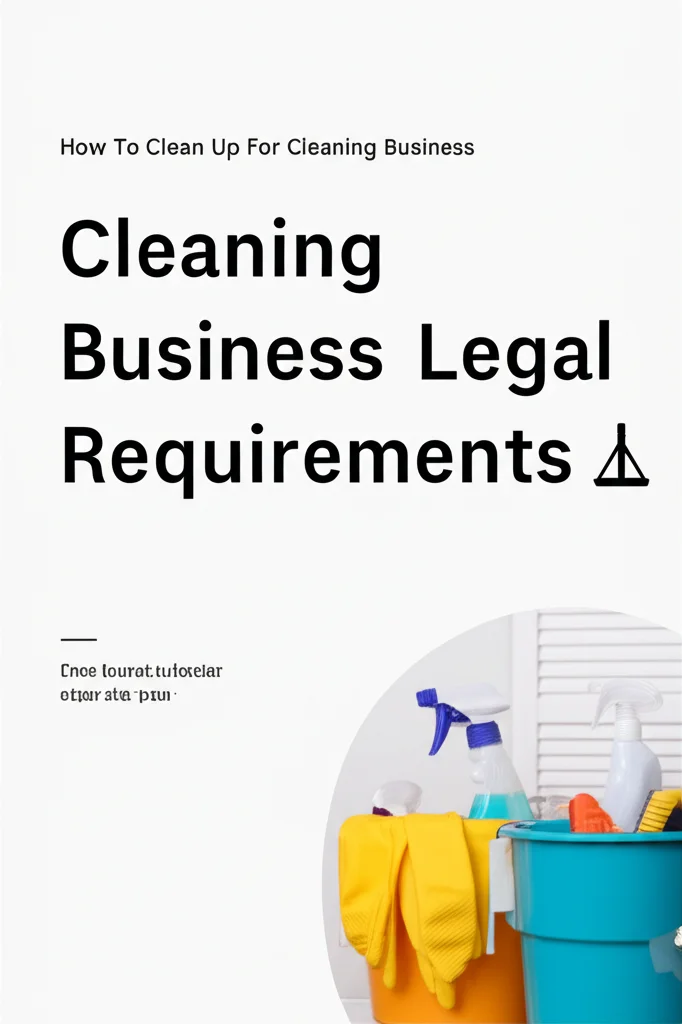 How To Clean Up For Cleaning Business
Cleaning
Business Legal
Requirements